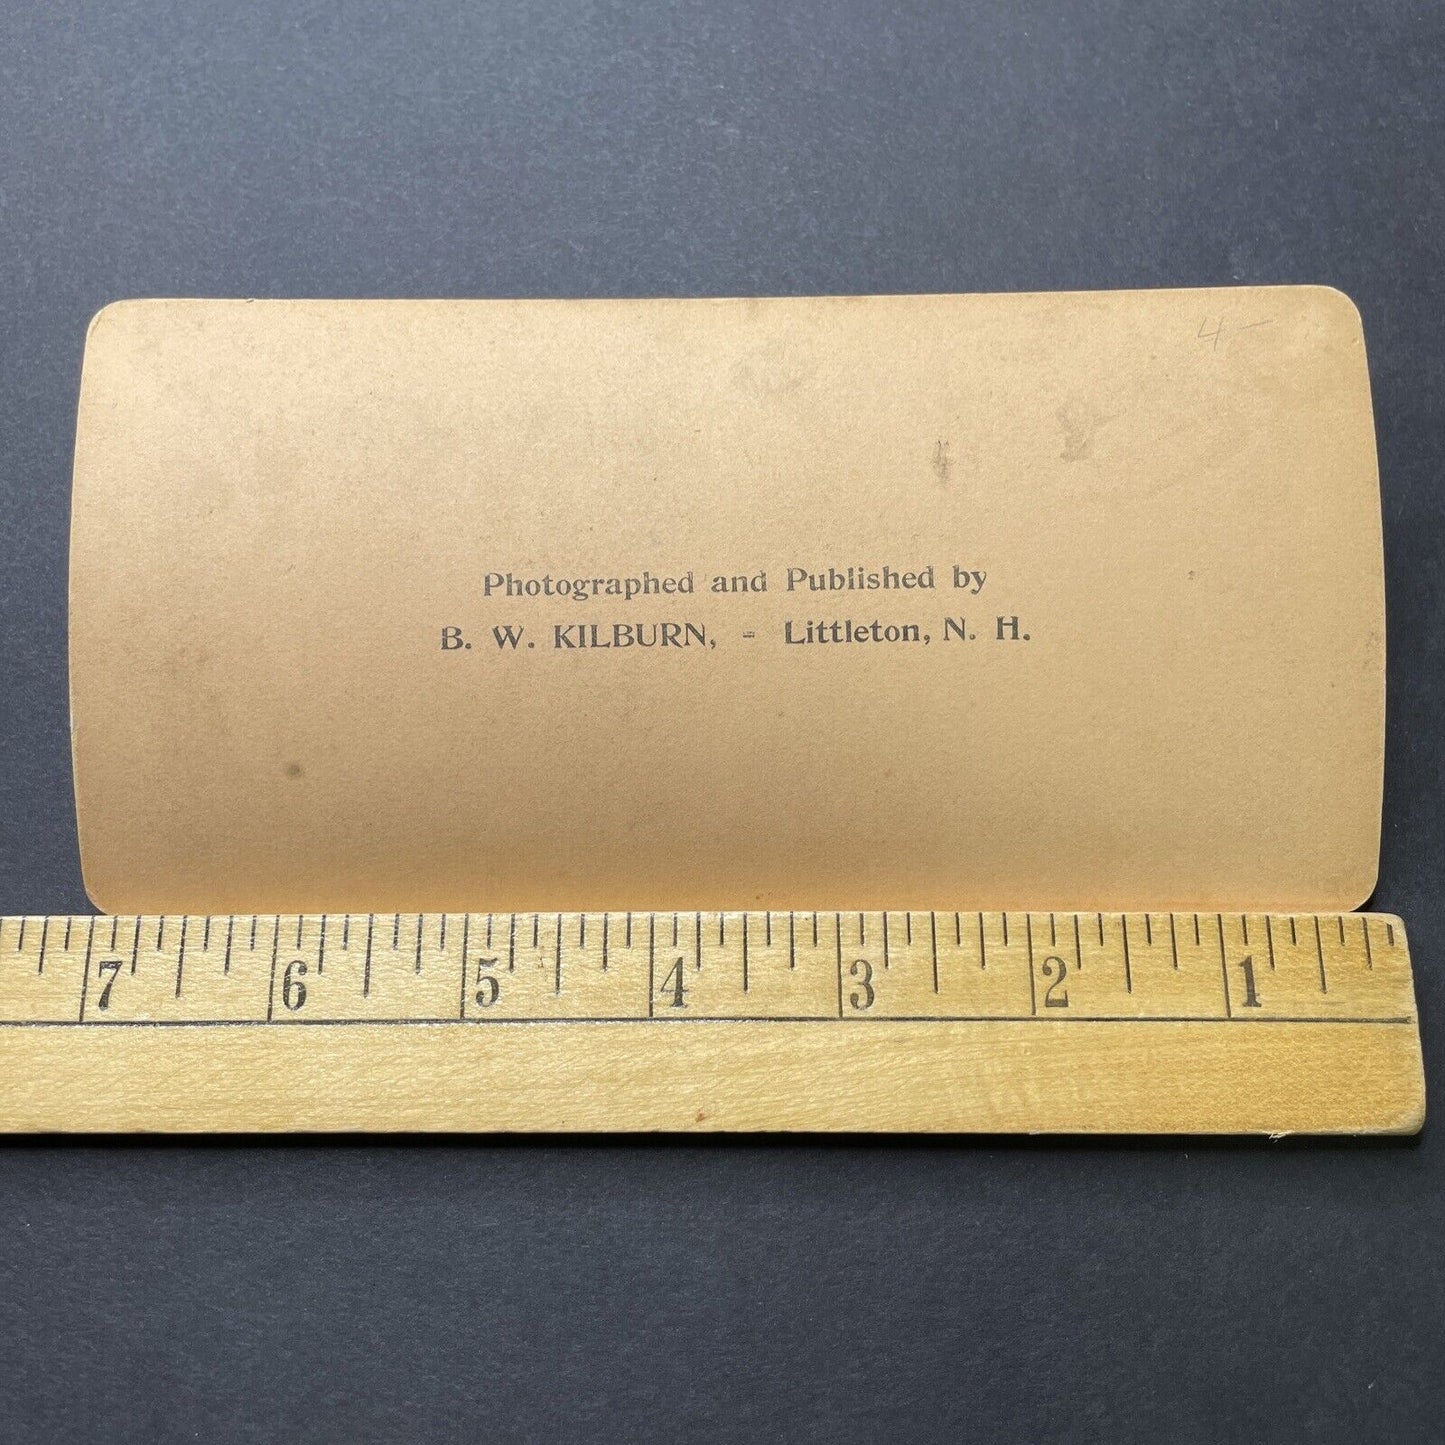 4-
Photographed and Published by
B. W. KILBURN, - Littleton, N. H.
7 6 5 4 3 2 1